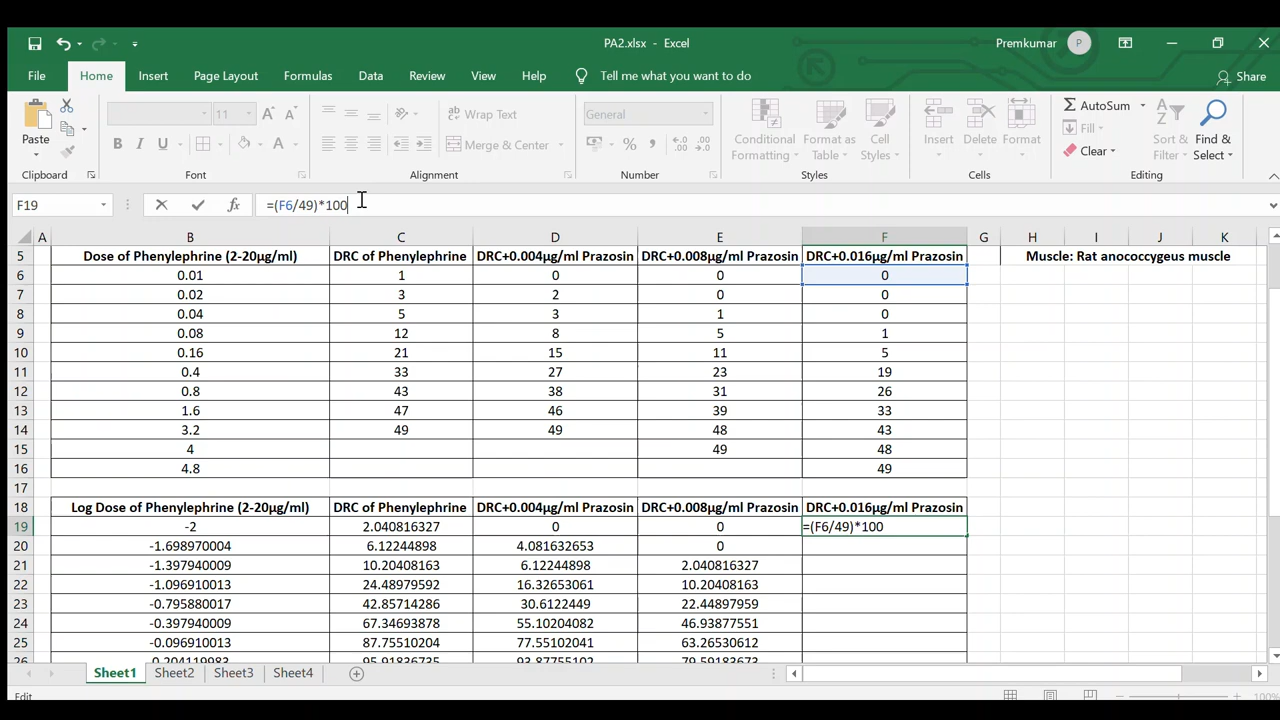 PA2.xlsx - Excel
Premkumar P
File Home Insert Page Layout Formulas Data Review View Help Tell me what you want to do Share
Paste
11 A A
B I U A
ab Wrap Text
Merge & Center
General
% ,
Conditional Formatting
Format as Table
Cell Styles
Insert Delete Format
Σ AutoSum
Fill
Clear
Sort & Filter
Find & Select
Clipboard Font Alignment Number Styles Cells Editing
F19 fx =(F6/49)*100
A B C D E F G H I J K
5 Dose of Phenylephrine (2-20µg/ml) DRC of Phenylephrine DRC+0.004µg/ml Prazosin DRC+0.008µg/ml Prazosin DRC+0.016µg/ml Prazosin Muscle: Rat anococcygeus muscle
6 0.01 1 0 0 0
7 0.02 3 2 0 0
8 0.04 5 3 1 0
9 0.08 12 8 5 1
10 0.16 21 15 11 5
11 0.4 33 27 23 19
12 0.8 43 38 31 26
13 1.6 47 46 39 33
14 3.2 49 49 48 43
15 4 49 48
16 4.8 49
17
18 Log Dose of Phenylephrine (2-20µg/ml) DRC of Phenylephrine DRC+0.004µg/ml Prazosin DRC+0.008µg/ml Prazosin DRC+0.016µg/ml Prazosin
19 -2 2.040816327 0 0 =(F6/49)*100
20 -1.698970004 6.12244898 4.081632653 0
21 -1.397940009 10.20408163 6.12244898 2.040816327
22 -1.096910013 24.48979592 16.32653061 10.20408163
23 -0.795880017 42.85714286 30.6122449 22.44897959
24 -0.397940009 67.34693878 55.10204082 46.93877551
25 -0.096910013 87.75510204 77.55102041 63.26530612
26 0.204119983 95.91836735 93.87755102 79.59183673
Sheet1 Sheet2 Sheet3 Sheet4
Edit 100%